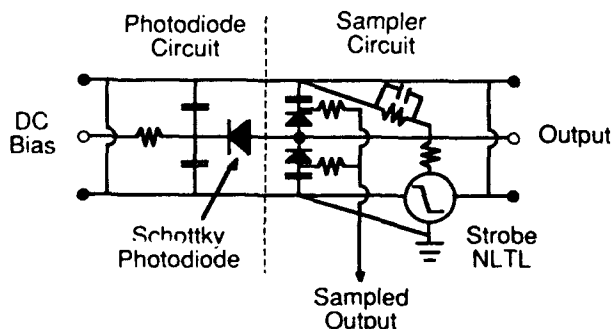 Photodiode
Circuit
Sampler
Circuit
DC
Bias
Output
Schottky
Photodiode
Strobe
NLTL
Sampled
Output